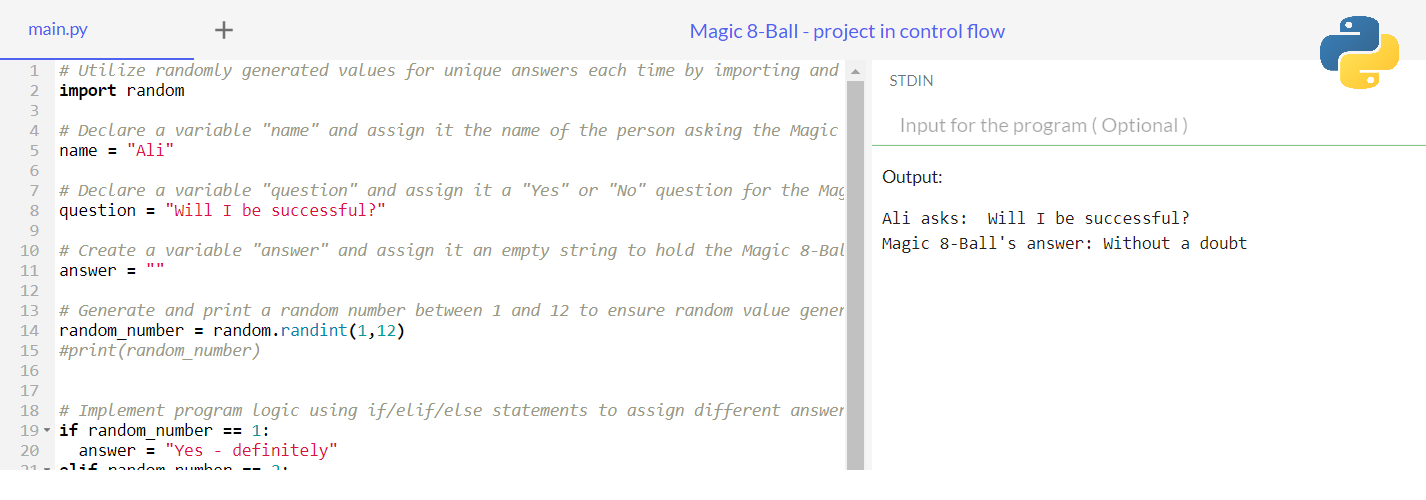 main.py
+
Magic 8-Ball - project in control flow
1 # Utilize randomly generated values for unique answers each time by importing and
2 import random
3
4 # Declare a variable "name" and assign it the name of the person asking the Magic
5 name = "Ali"
6
7 # Declare a variable "question" and assign it a "Yes" or "No" question for the Mag
8 question = "Will I be successful?"
9
10 # Create a variable "answer" and assign it an empty string to hold the Magic 8-Bal
11 answer = ""
12
13 # Generate and print a random number between 1 and 12 to ensure random value gener
14 random_number = random.randint(1,12)
15 #print(random_number)
16
17
18 # Implement program logic using if/elif/else statements to assign different answer
19 if random_number == 1:
20   answer = "Yes - definitely"
21 elif random_number == 2:
STDIN
Input for the program ( Optional )
Output:
Ali asks:  Will I be successful?
Magic 8-Ball's answer: Without a doubt